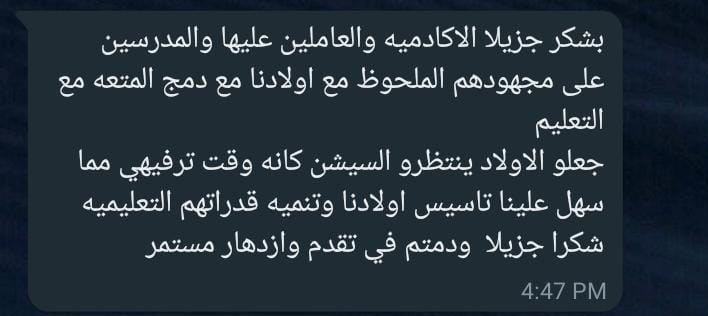 بشكر جزيلا الاكادميه والعاملين عليها والمدرسين
على مجهودهم الملحوظ مع اولادنا مع دمج المتعه مع
التعليم
جعلو الاولاد ينتظرو السيشن كانه وقت ترفيهي مما
سهل علينا تاسيس اولادنا وتنميه قدراتهم التعليميه
شكرا جزيلا ودمتم في تقدم وازدهار مستمر
4:47 PM